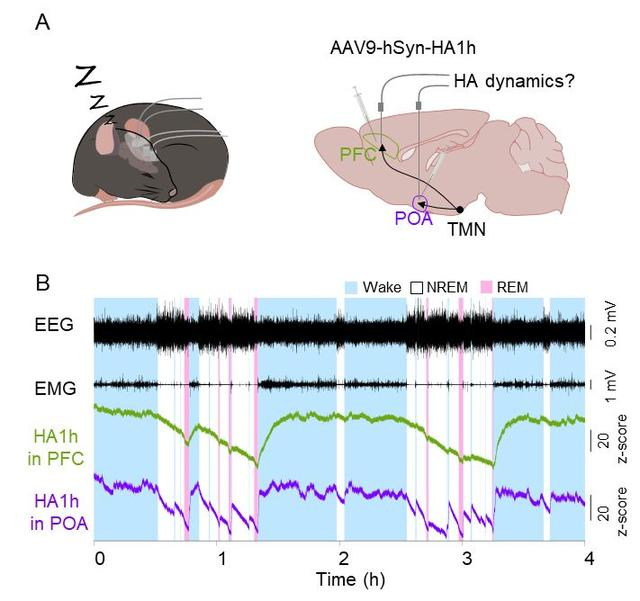 A
Z
Z
Z
AAV9-hSyn-HA1h
HA dynamics?
PFC
POA
TMN
B
Wake NREM REM
EEG
0.2 mV
EMG
1 mV
HA1h
in PFC
20
z-score
HA1h
in POA
20
z-score
0 1 2 3 4
Time (h)